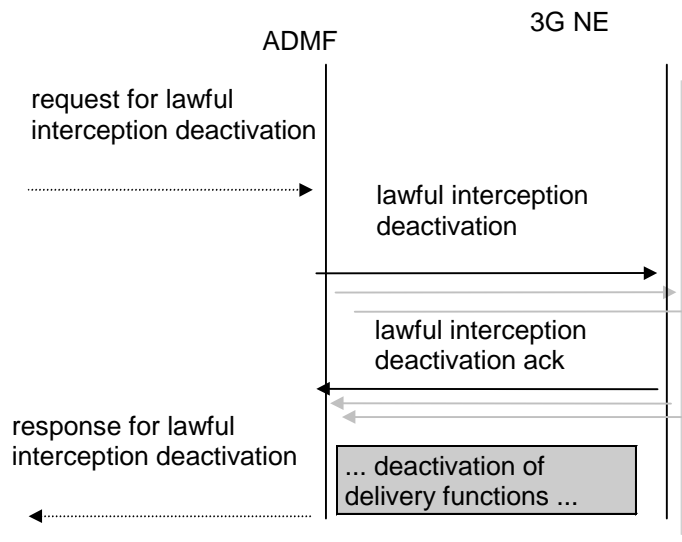 3G NE
ADMF
request for lawful
interception deactivation
lawful interception
deactivation
lawful interception
deactivation ack
response for lawful
interception deactivation
... deactivation of
delivery functions ...